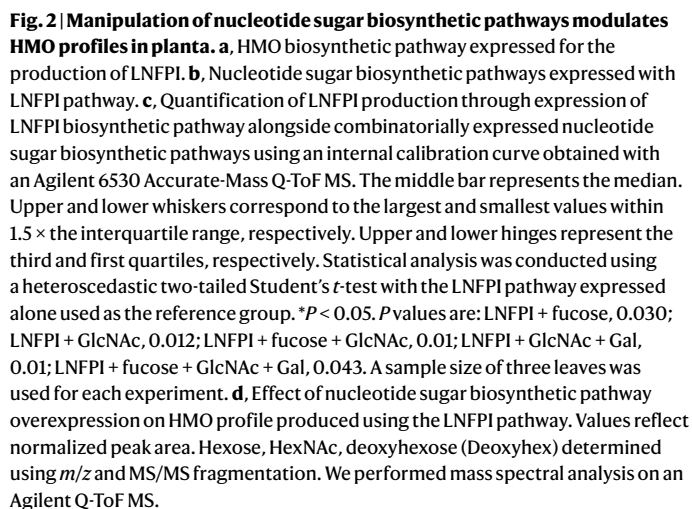 Fig. 2 | Manipulation of nucleotide sugar biosynthetic pathways modulates
HMO profiles in planta. a, HMO biosynthetic pathway expressed for the
production of LNFPI. b, Nucleotide sugar biosynthetic pathways expressed with
LNFPI pathway. c, Quantification of LNFPI production through expression of
LNFPI biosynthetic pathway alongside combinatorially expressed nucleotide
sugar biosynthetic pathways using an internal calibration curve obtained with
an Agilent 6530 Accurate-Mass Q-ToF MS. The middle bar represents the median.
Upper and lower whiskers correspond to the largest and smallest values within
1.5 × the interquartile range, respectively. Upper and lower hinges represent the
third and first quartiles, respectively. Statistical analysis was conducted using
a heteroscedastic two-tailed Student’s t-test with the LNFPI pathway expressed
alone used as the reference group. *P < 0.05. P values are: LNFPI + fucose, 0.030;
LNFPI + GlcNAc, 0.012; LNFPI + fucose + GlcNAc, 0.01; LNFPI + GlcNAc + Gal,
0.01; LNFPI + fucose + GlcNAc + Gal, 0.043. A sample size of three leaves was
used for each experiment. d, Effect of nucleotide sugar biosynthetic pathway
overexpression on HMO profile produced using the LNFPI pathway. Values reflect
normalized peak area. Hexose, HexNAc, deoxyhexose (Deoxyhex) determined
using m/z and MS/MS fragmentation. We performed mass spectral analysis on an
Agilent Q-ToF MS.